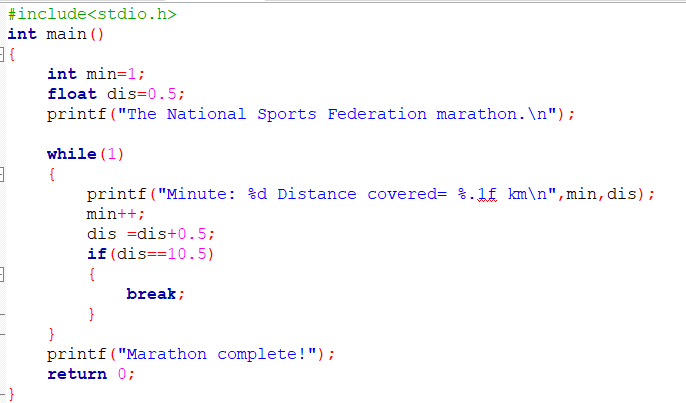 #include<stdio.h>
int main()
{
    int min=1;
    float dis=0.5;
    printf("The National Sports Federation marathon.\n");

    while(1)
    {
        printf("Minute: %d Distance covered= %.1f km\n",min,dis);
        min++;
        dis =dis+0.5;
        if(dis==10.5)
        {
            break;
        }
    }
    printf("Marathon complete!");
    return 0;
}